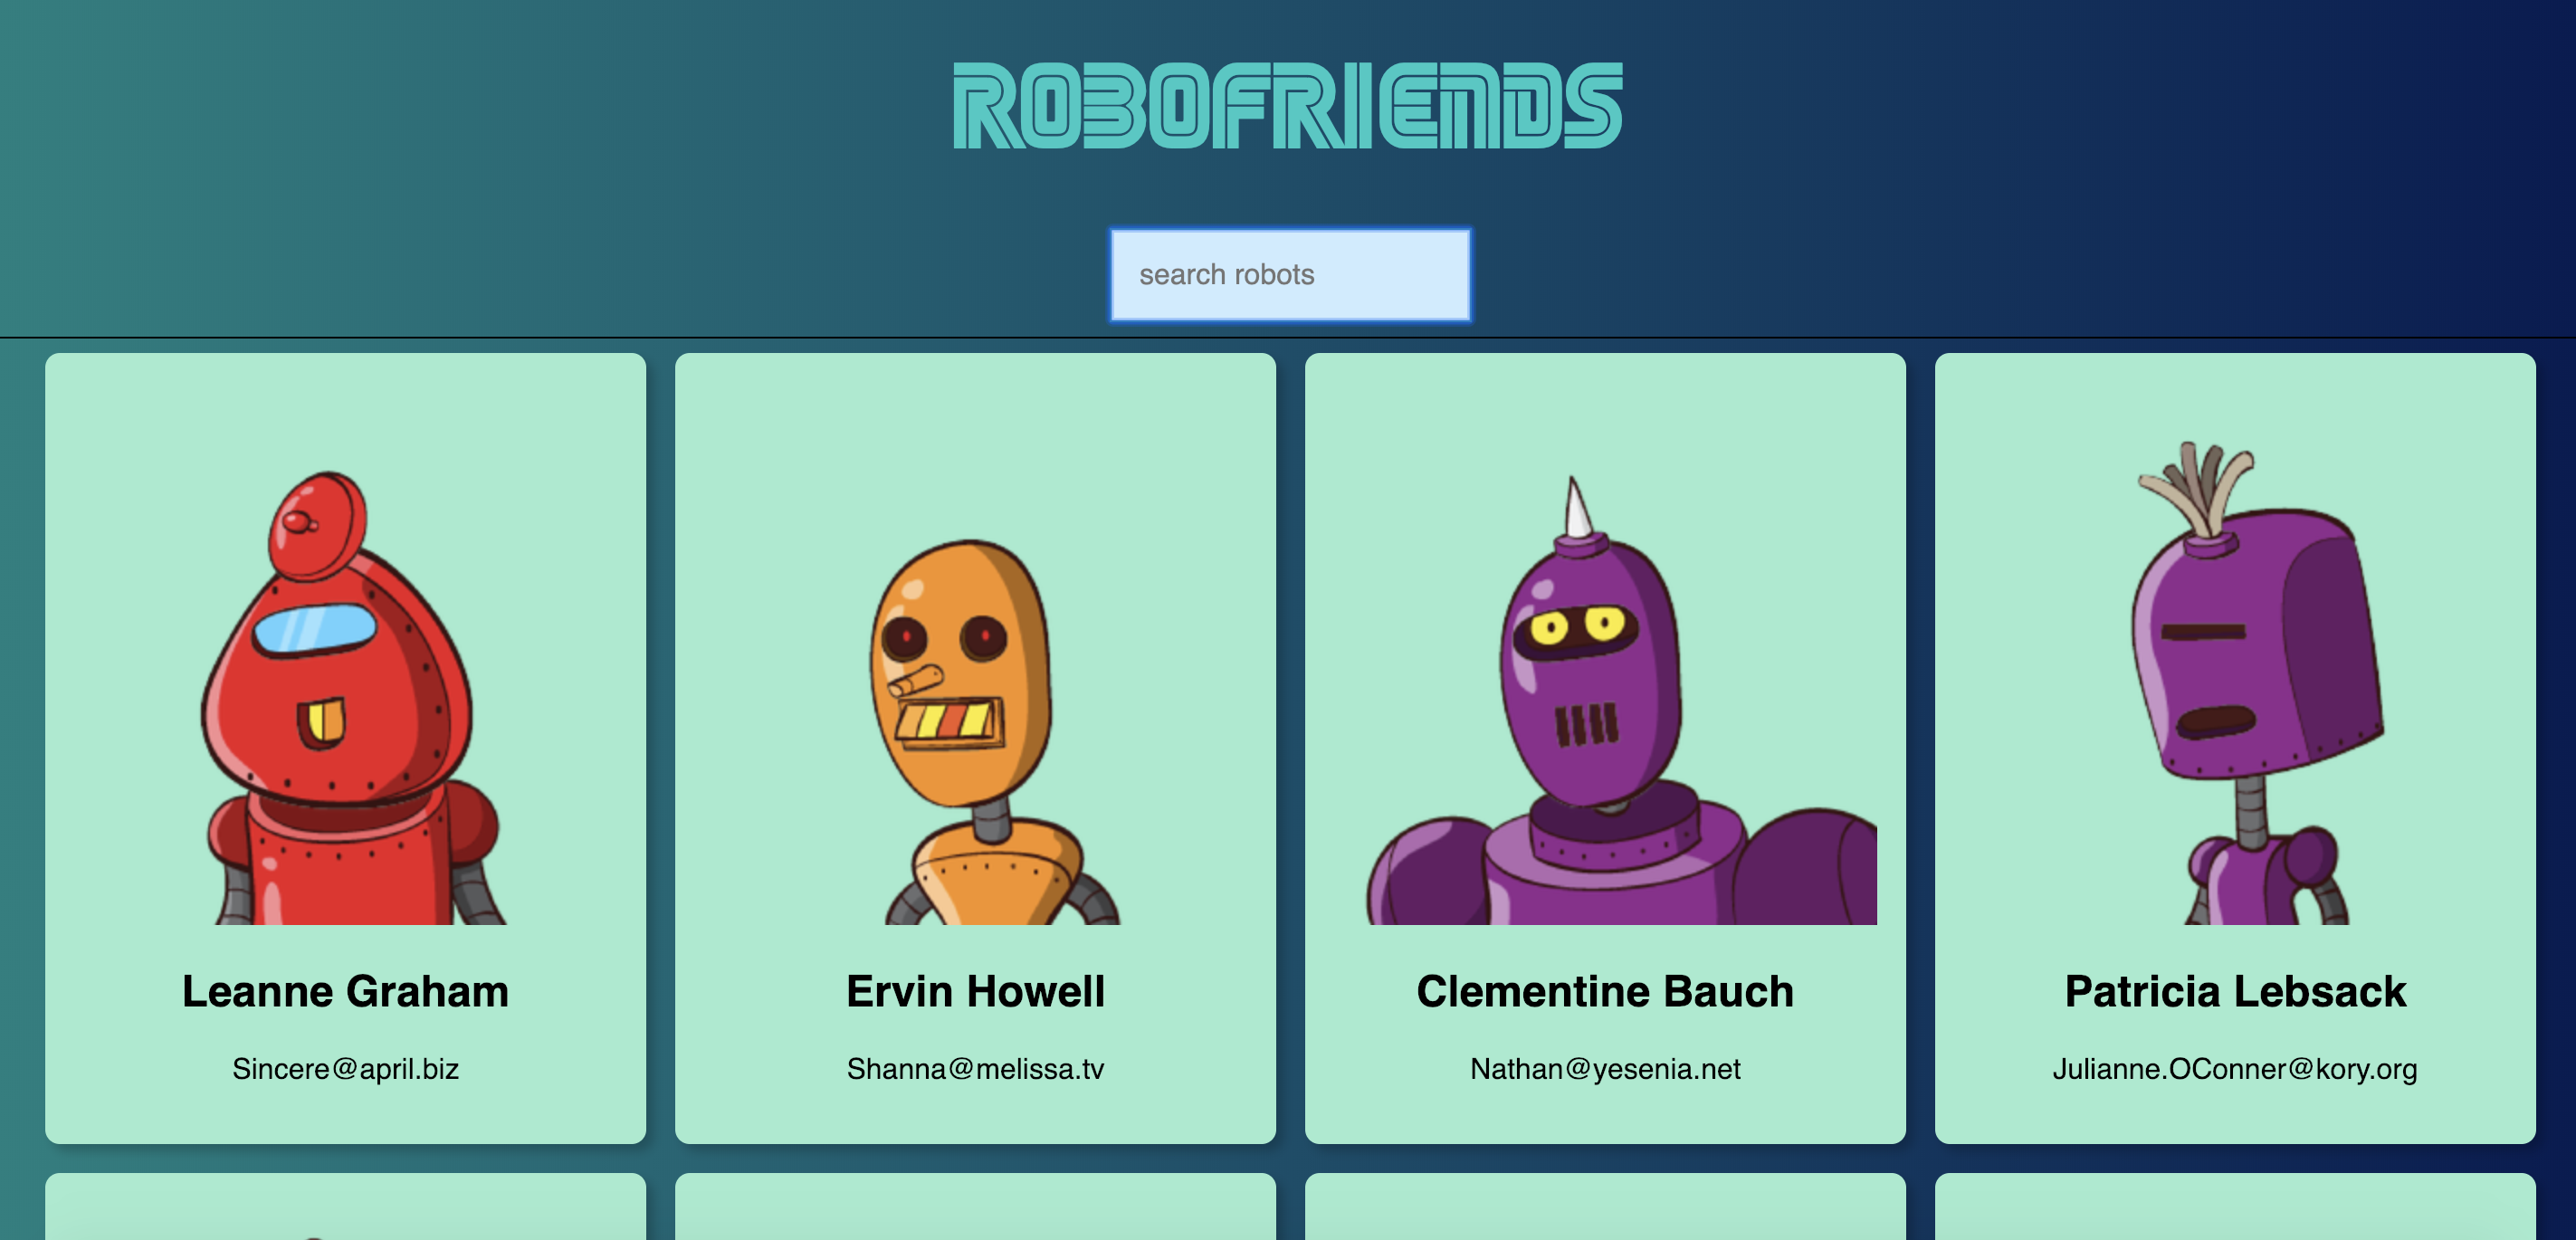 ROBOFRIENDS
search robots
Leanne Graham
Sincere@april.biz
Ervin Howell
Shanna@melissa.tv
Clementine Bauch
Nathan@yesenia.net
Patricia Lebsack
Julianne.OConner@kory.org